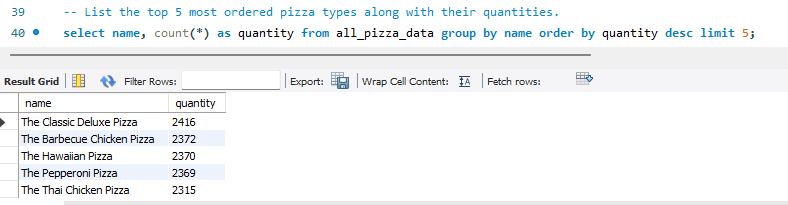 39 -- List the top 5 most ordered pizza types along with their quantities.
40 select name, count(*) as quantity from all_pizza_data group by name order by quantity desc limit 5;
Result Grid Filter Rows: Export: Wrap Cell Content: Fetch rows:
name quantity
The Classic Deluxe Pizza 2416
The Barbecue Chicken Pizza 2372
The Hawaiian Pizza 2370
The Pepperoni Pizza 2369
The Thai Chicken Pizza 2315